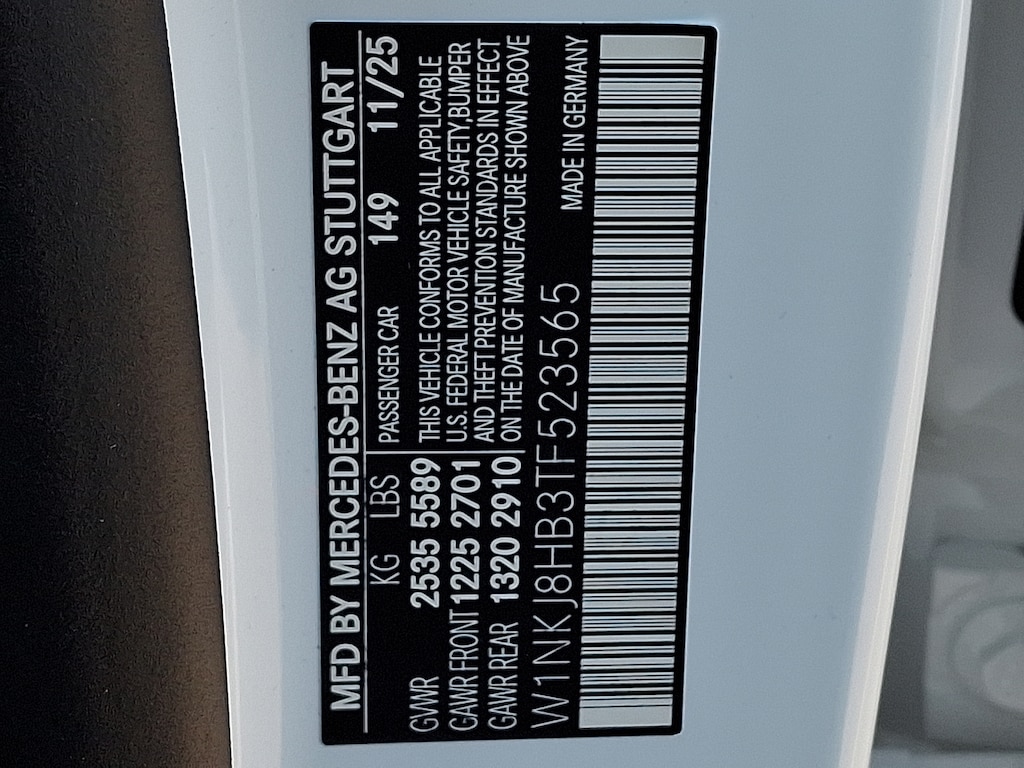 MFD BY MERCEDES-BENZ AG STUTTGART
KG LBS PASSENGER CAR 149 11/25
GVWR 2535 5589
GAWR FRONT 1225 2701
GAWR REAR 1320 2910
THIS VEHICLE CONFORMS TO ALL APPLICABLE
U.S. FEDERAL MOTOR VEHICLE SAFETY,BUMPER
AND THEFT PREVENTION STANDARDS IN EFFECT
ON THE DATE OF MANUFACTURE SHOWN ABOVE
W1NKJ8HB3TF523565 MADE IN GERMANY